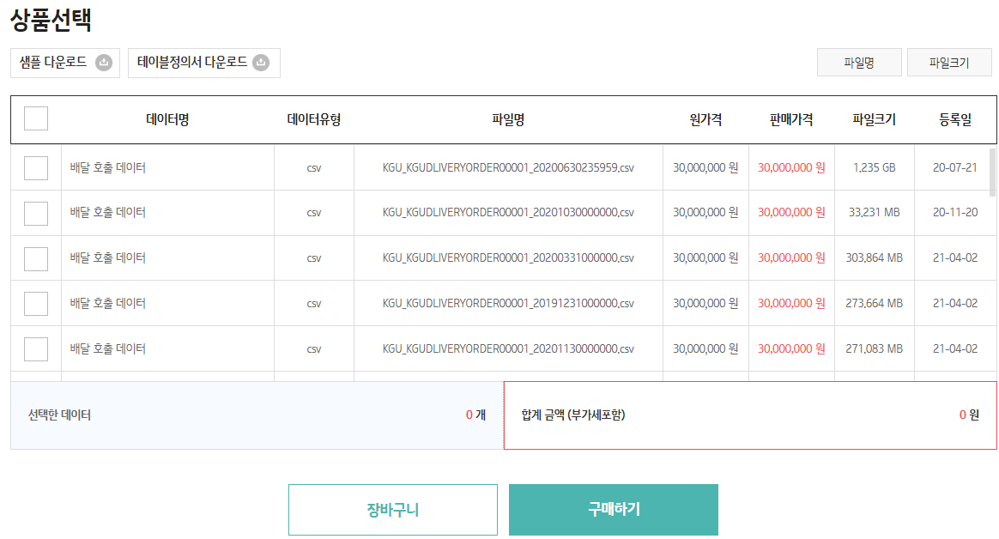 상품선택
샘플 다운로드 테이블정의서 다운로드 파일명 파일크기
데이터명 데이터유형 파일명 원가격 판매가격 파일크기 등록일
배달 호출 데이터 csv KGU_KGUDLIVERYORDER00001_20200630235959.csv 30,000,000 원 30,000,000 원 1,235 GB 20-07-21
배달 호출 데이터 csv KGU_KGUDLIVERYORDER00001_20201030000000.csv 30,000,000 원 30,000,000 원 33,231 MB 20-11-20
배달 호출 데이터 csv KGU_KGUDLIVERYORDER00001_20200331000000.csv 30,000,000 원 30,000,000 원 303,864 MB 21-04-02
배달 호출 데이터 csv KGU_KGUDLIVERYORDER00001_20191231000000.csv 30,000,000 원 30,000,000 원 273,664 MB 21-04-02
배달 호출 데이터 csv KGU_KGUDLIVERYORDER00001_20201130000000.csv 30,000,000 원 30,000,000 원 271,083 MB 21-04-02
선택한 데이터 0 개 합계 금액 (부가세포함) 0 원
장바구니 구매하기